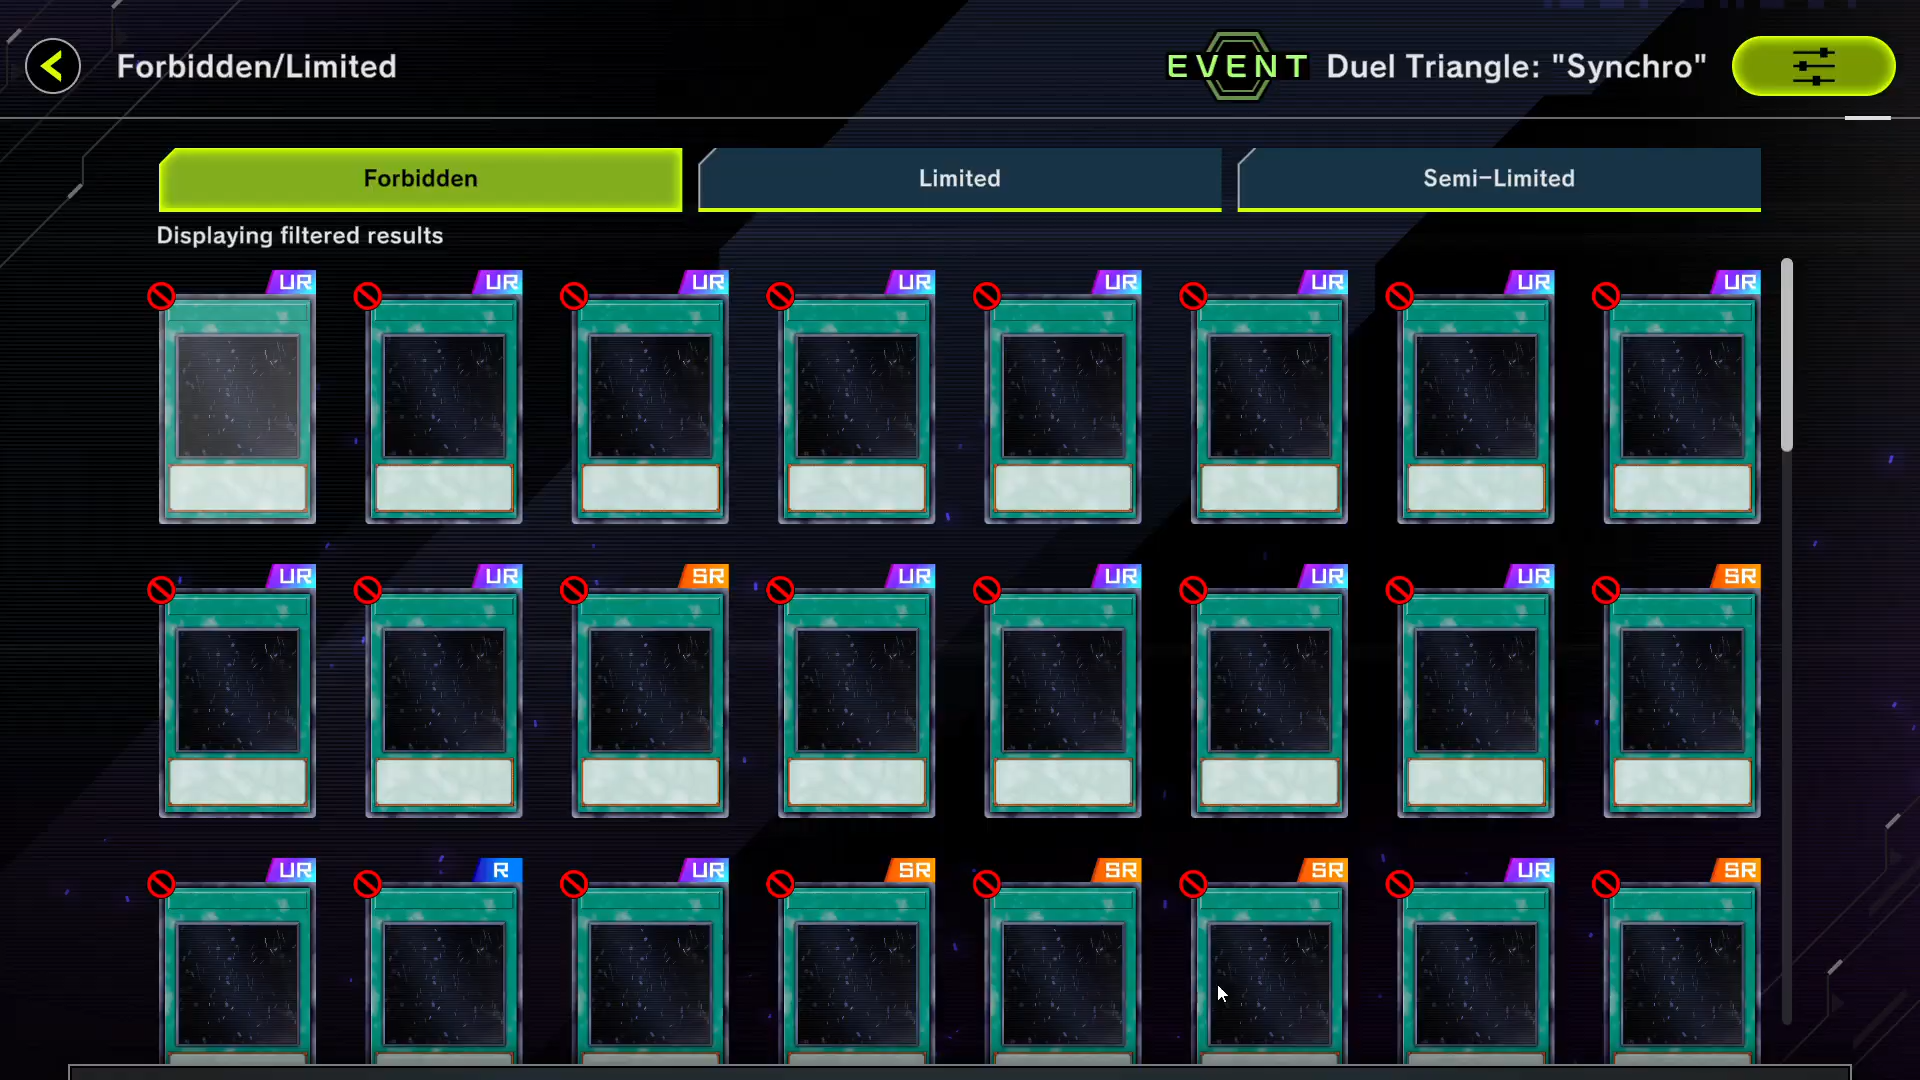 Forbidden/Limited
EVENT Duel Triangle: "Synchro"
Forbidden Limited Semi-Limited
Displaying filtered results
UR UR UR UR UR UR UR UR
UR UR SR UR UR UR UR SR
UR R UR SR SR SR UR SR